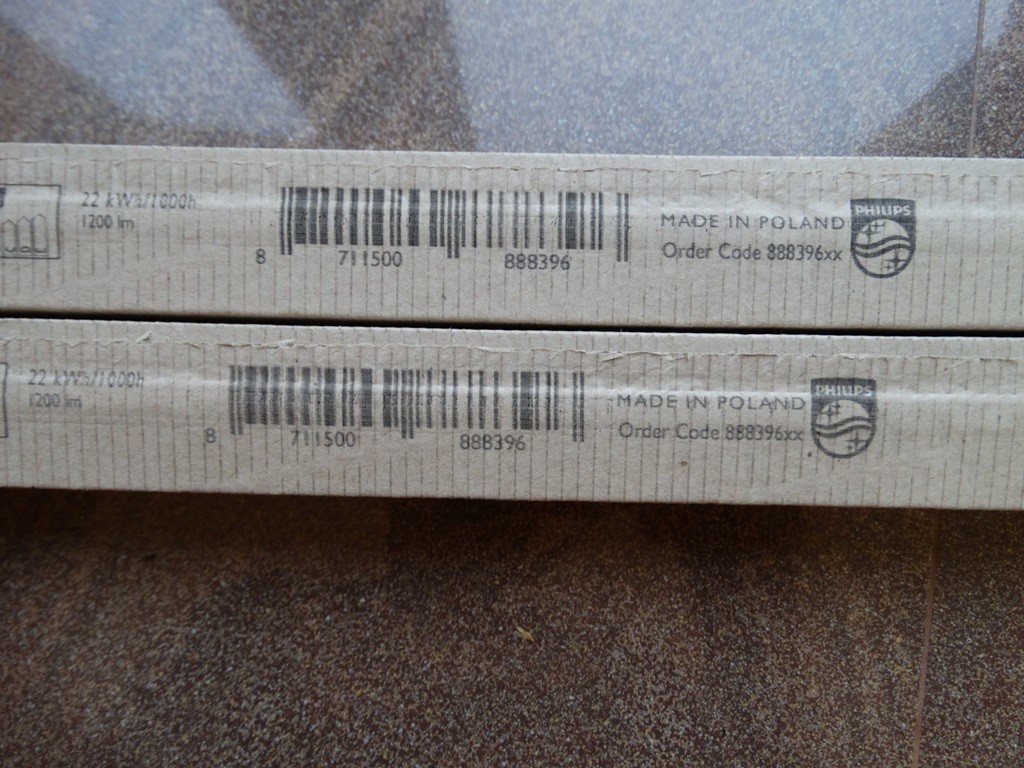 22 kWh/1000h
1200 lm
8 711500 888396
MADE IN POLAND
Order Code 888396xx
PHILIPS
22 kWh/1000h
1200 lm
8 711500 888396
MADE IN POLAND
Order Code 888396xx
PHILIPS